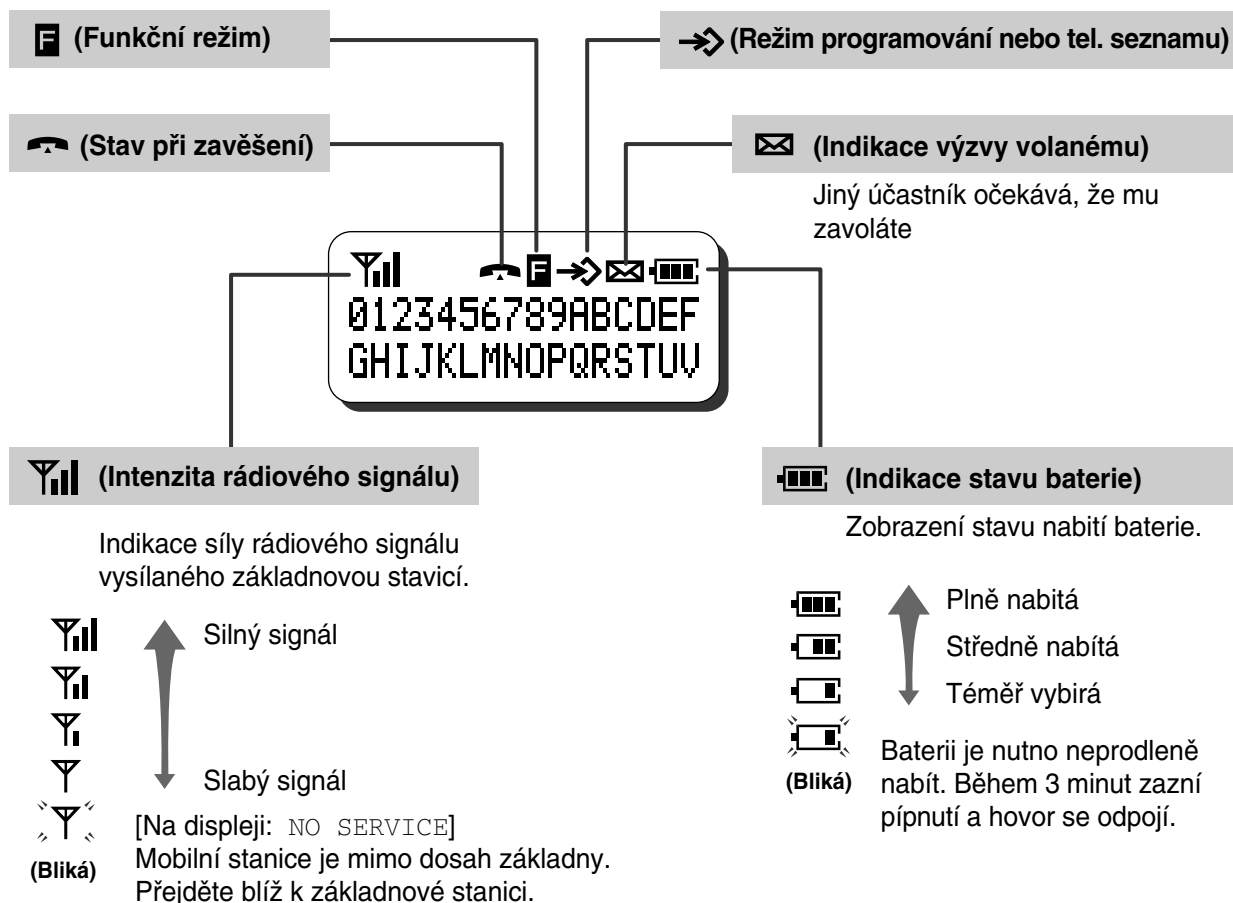 F (Funkční režim)
(Režim programování nebo tel. seznamu)
(Stav při zavěšení)
(Indikace výzvy volanému)
Jiný účastník očekává, že mu
zavoláte
F
0123456789ABCDEF
GHIJKLMNOPQRSTUV
(Intenzita rádiového signálu)
Indikace síly rádiového signálu
vysílaného základnovou stavicí.
Silný signál
Slabý signál
(Bliká)
[Na displeji: NO SERVICE]
Mobilní stanice je mimo dosah základny.
Přejděte blíž k základnové stanici.
(Indikace stavu baterie)
Zobrazení stavu nabití baterie.
Plně nabitá
Středně nabítá
Téměř vybirá
(Bliká)
Baterii je nutno neprodleně
nabít. Během 3 minut zazní
pípnutí a hovor se odpojí.